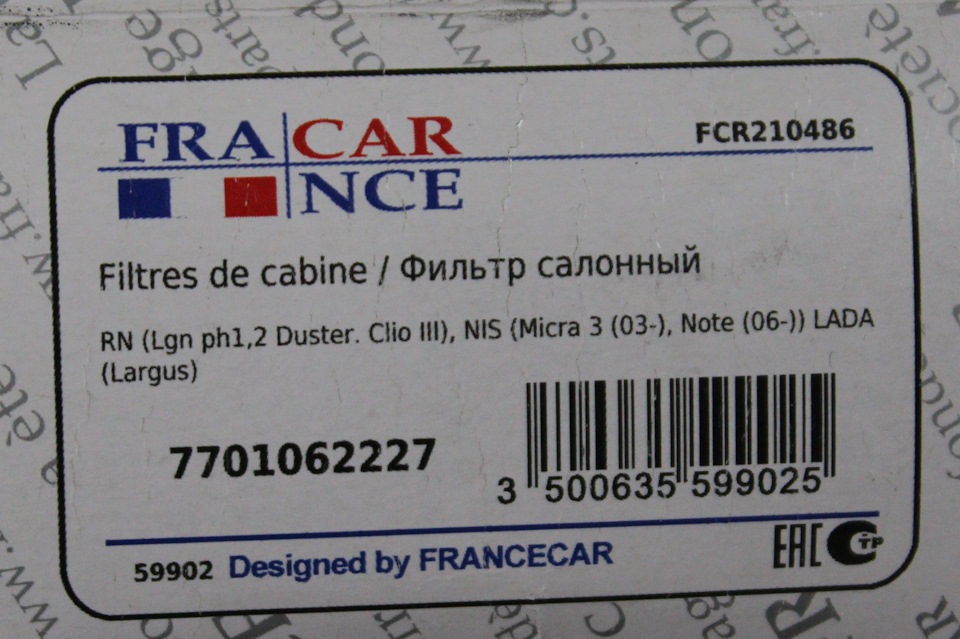 FRA CAR
NCE
FCR210486
Filtres de cabine / Фильтр салонный
RN (Lgn ph1,2 Duster. Clio III), NIS (Micra 3 (03-), Note (06-)) LADA
(Largus)
7701062227
3 500635 599025
59902 Designed by FRANCECAR
EAC СТР